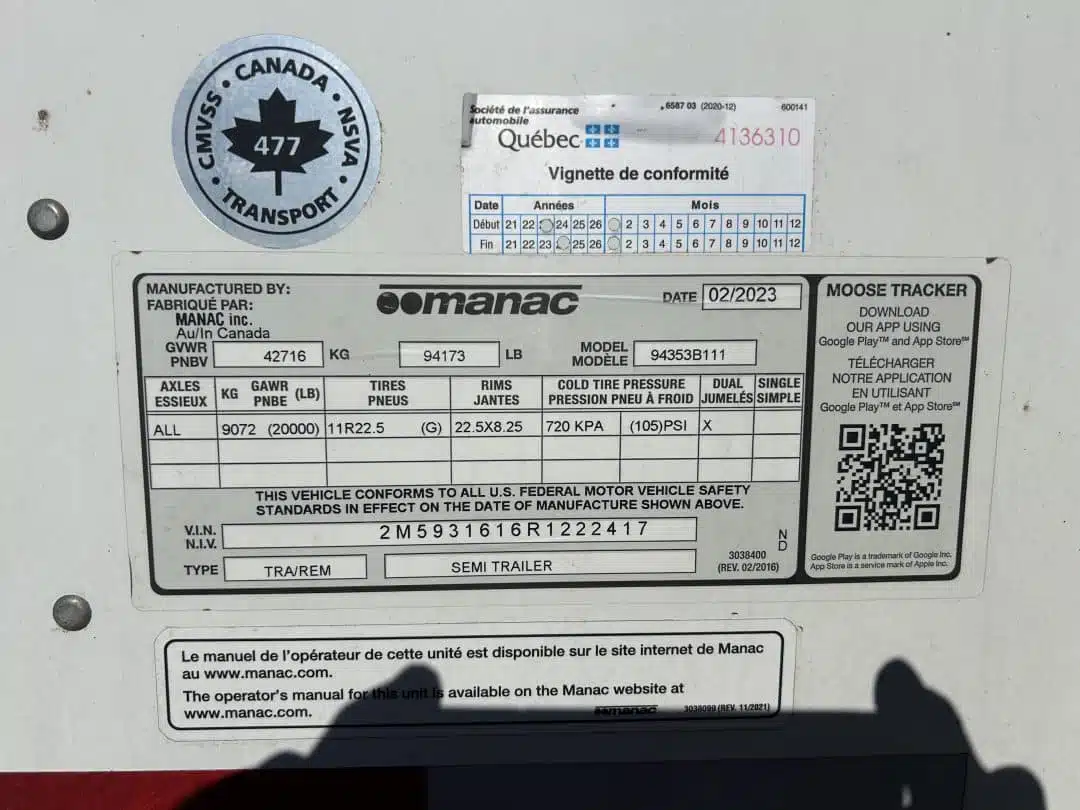 CANADA
CMVSS • NSVA
477
TRANSPORT
Société de l'assurance
automobile
Québec
6587 03 (2020-12)
600141
4136310
Vignette de conformité
Date Années Mois
Début 21 22 24 25 26 2 3 4 5 6 7 8 9 10 11 12
Fin 21 22 23 25 26 2 3 4 5 6 7 8 9 10 11 12
MANUFACTURED BY:
FABRIQUÉ PAR:
MANAC inc.
Au/In Canada
manac
DATE 02/2023
GVWR
PNBV
42716 KG 94173 LB
MODEL
MODÈLE
94353B111
AXLES
ESSIEUX
KG GAWR
PNBE (LB)
TIRES
PNEUS
RIMS
JANTES
COLD TIRE PRESSURE
PRESSION PNEU À FROID
DUAL
JUMELÉS
SINGLE
SIMPLE
ALL 9072 (20000) 11R22.5 (G) 22.5X8.25 720 KPA (105)PSI X
THIS VEHICLE CONFORMS TO ALL U.S. FEDERAL MOTOR VEHICLE SAFETY
STANDARDS IN EFFECT ON THE DATE OF MANUFACTURE SHOWN ABOVE.
V.I.N.
N.I.V.
2M5931616R1222417
ND
TYPE TRA/REM SEMI TRAILER
3038400
(REV. 02/2016)
MOOSE TRACKER
DOWNLOAD
OUR APP USING
Google Play™ and App Store℠
TÉLÉCHARGER
NOTRE APPLICATION
EN UTILISANT
Google Play™ et App Store℠
Google Play is a trademark of Google Inc.
App Store is a service mark of Apple Inc.
Le manuel de l'opérateur de cette unité est disponible sur le site internet de Manac
au www.manac.com.
The operator's manual for this unit is available on the Manac website at
www.manac.com.
manac
3038099 (REV. 11/2021)